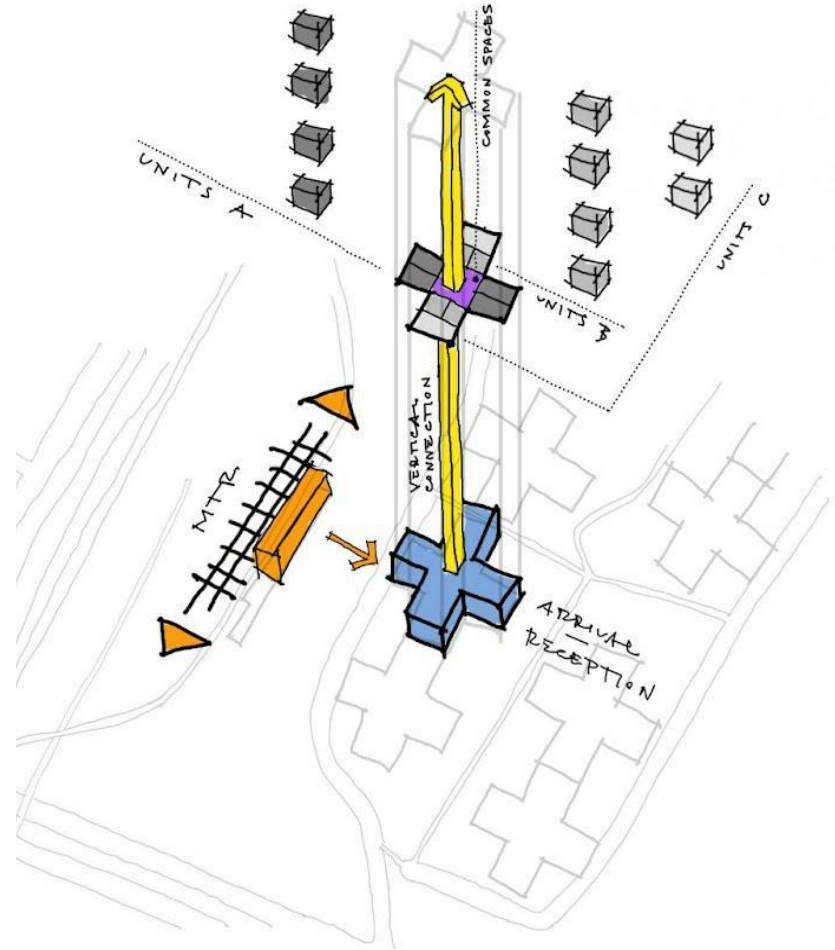 COMMON SPACES
UNITS A
UNITS C
UNITS B
VERTICAL
CONNECTION
MTR
ARRIVAL
—
RECEPTION